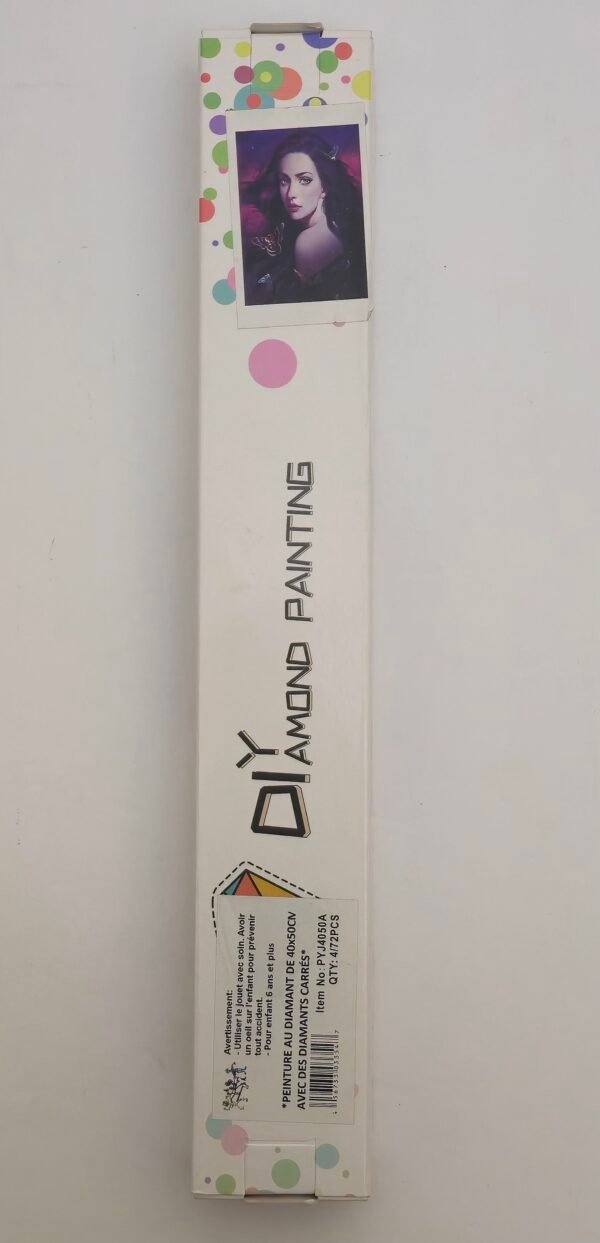 DIY
DIAMOND PAINTING
Avertissement:
- Utiliser le jouet avec soin. Avoir
un oeil sur l'enfant pour prévenir
tout accident.
- Pour enfant 6 ans et plus
*PEINTURE AU DIAMANT DE 40x50CM
AVEC DES DIAMANTS CARRÉS*
Item No: PYJ4050A
QTY: 4/72PCS